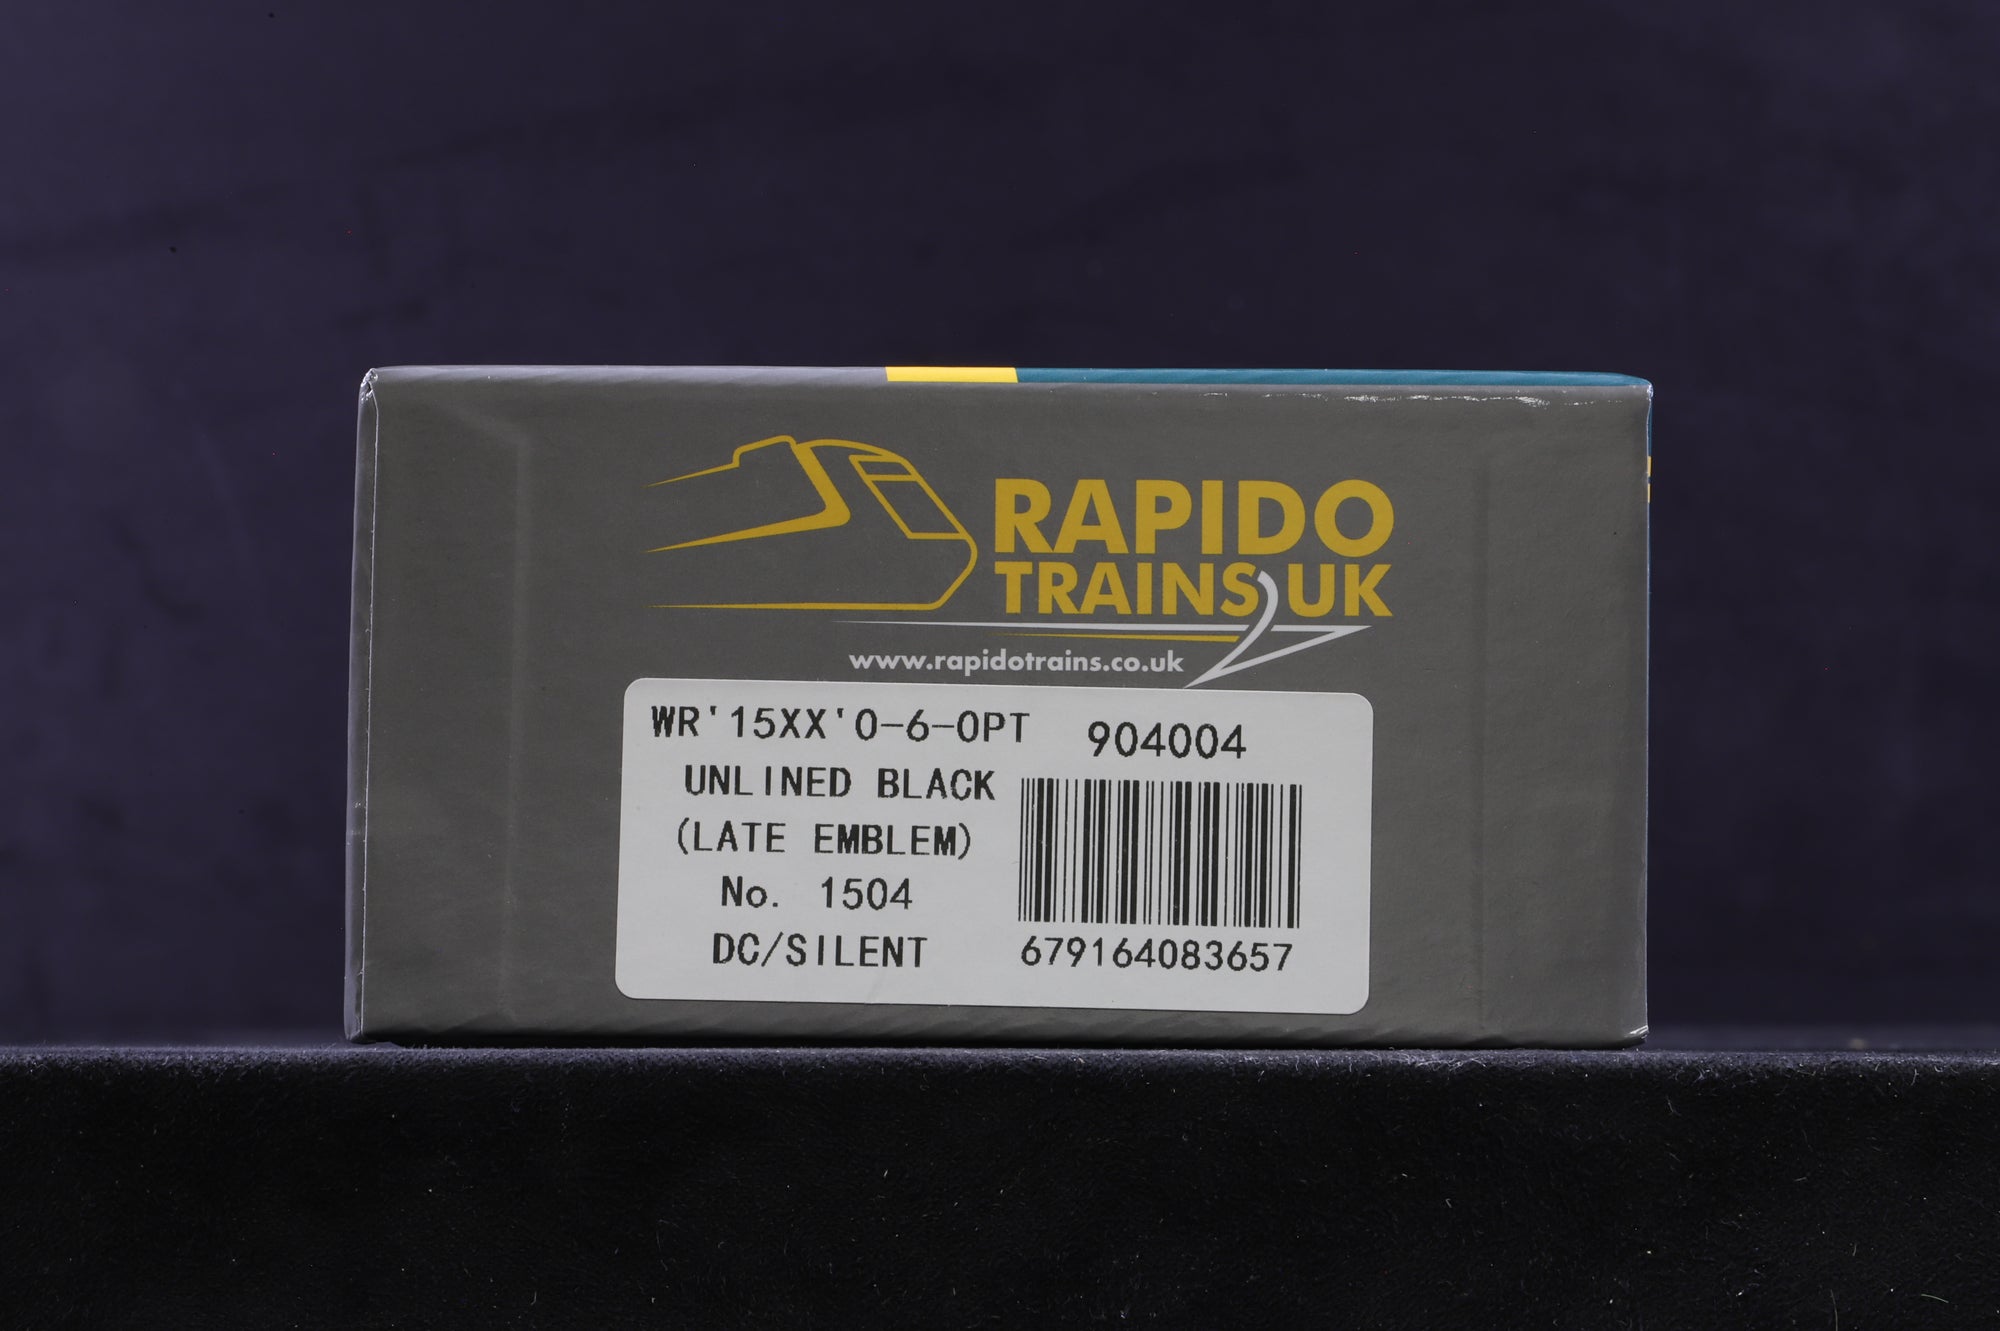 RAPIDO
TRAINS UK
www.rapidotrains.co.uk
WR'15XX'0-6-0PT 904004
UNLINED BLACK
(LATE EMBLEM)
No. 1504
DC/SILENT
679164083657